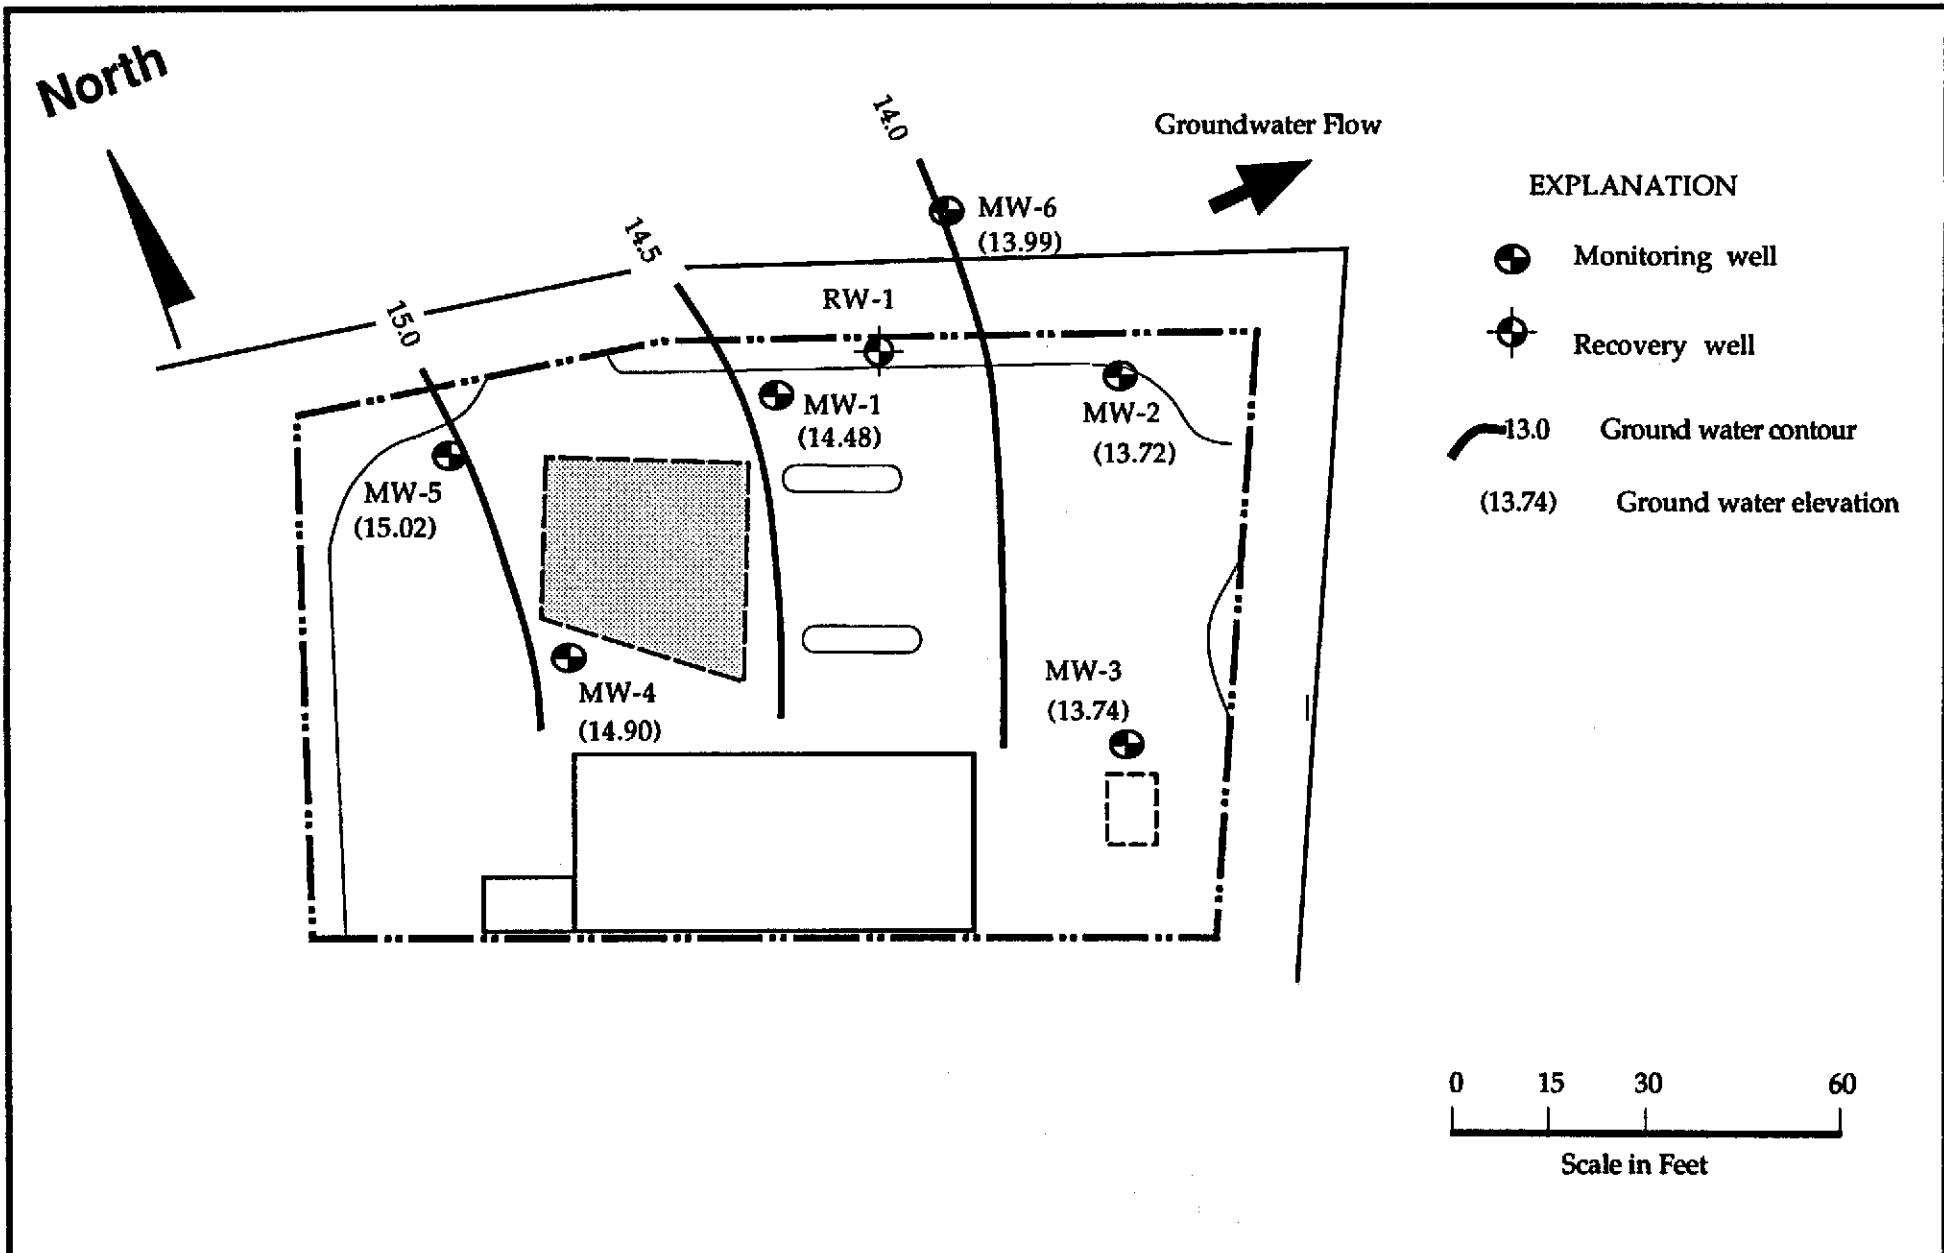 North
14.0
Groundwater Flow
EXPLANATION
MW-6
(13.99)
14.5
Monitoring well
15.0
RW-1
Recovery well
MW-1
(14.48)
MW-2
(13.72)
13.0 Ground water contour
MW-5
(15.02)
(13.74) Ground water elevation
MW-4
(14.90)
MW-3
(13.74)
0 15 30 60
Scale in Feet